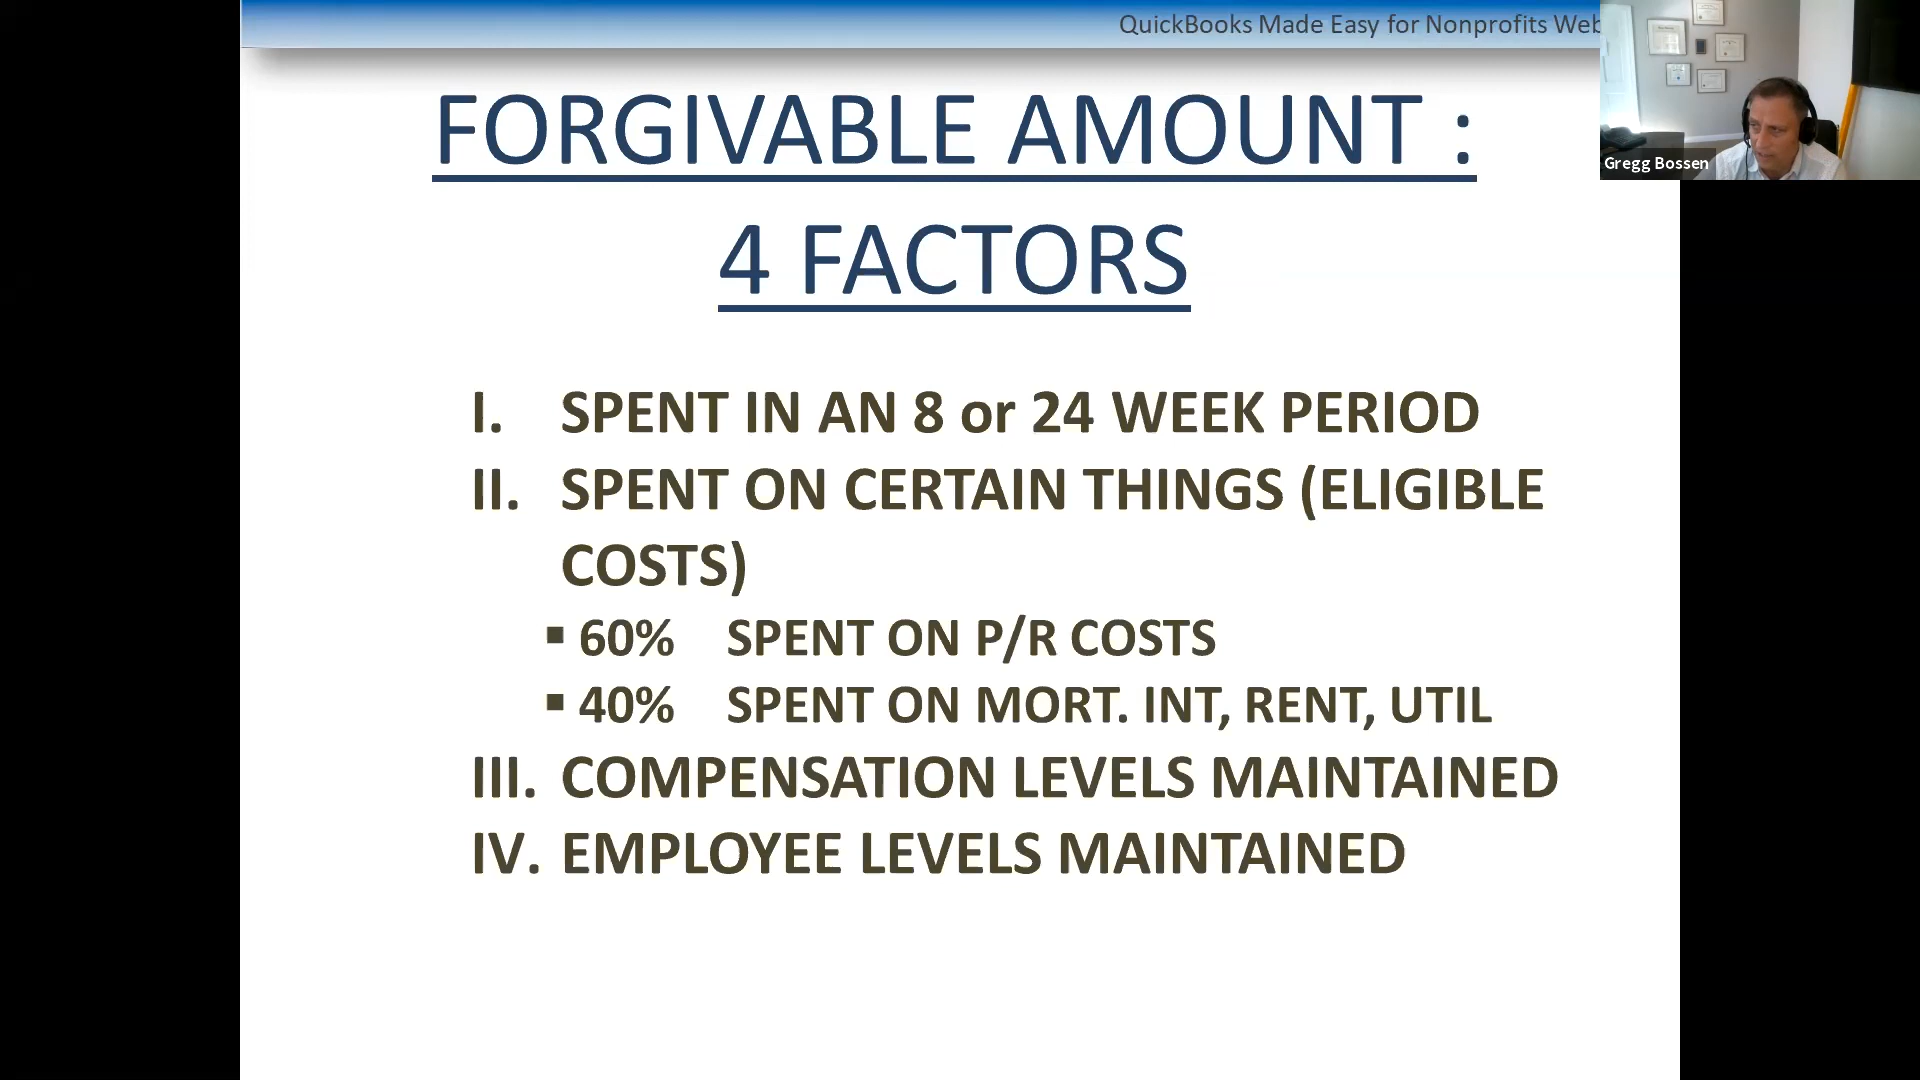 QuickBooks Made Easy for Nonprofits Web
Gregg Bossen
FORGIVABLE AMOUNT :
4 FACTORS
I. SPENT IN AN 8 or 24 WEEK PERIOD
II. SPENT ON CERTAIN THINGS (ELIGIBLE
COSTS)
▪ 60% SPENT ON P/R COSTS
▪ 40% SPENT ON MORT. INT, RENT, UTIL
III. COMPENSATION LEVELS MAINTAINED
IV. EMPLOYEE LEVELS MAINTAINED